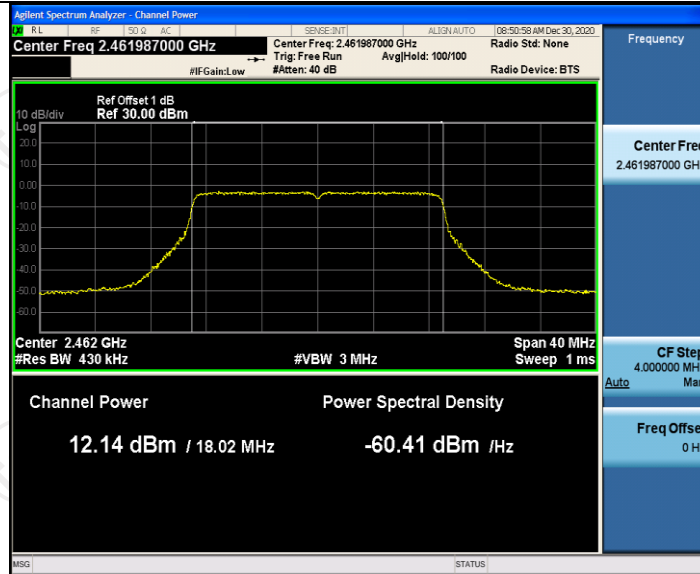 Agilent Spectrum Analyzer - Channel Power
RL RF 50 Ω AC SENSE:INT ALIGN AUTO 08:50:58 AM Dec 30, 2020
Center Freq 2.461987000 GHz
Center Freq: 2.461987000 GHz
Radio Std: None
Trig: Free Run Avg|Hold: 100/100
#IFGain:Low #Atten: 40 dB Radio Device: BTS
Frequency
Ref Offset 1 dB
10 dB/div Ref 30.00 dBm
Log
20.0
10.0
0.00
-10.0
-20.0
-30.0
-40.0
-50.0
-60.0
Center 2.462 GHz Span 40 MHz
#Res BW 430 kHz #VBW 3 MHz Sweep 1 ms
Center Fre
2.461987000 GH
CF Ste
4.000000 MH
Auto Ma
Freq Offse
0 H
Channel Power Power Spectral Density
12.14 dBm / 18.02 MHz -60.41 dBm /Hz
MSG STATUS